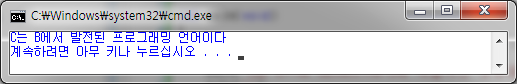 C:₩Windows₩system32₩cmd.exe
C는 B에서 발전된 프로그래밍 언어이다
계속하려면 아무 키나 누르십시오 . . .